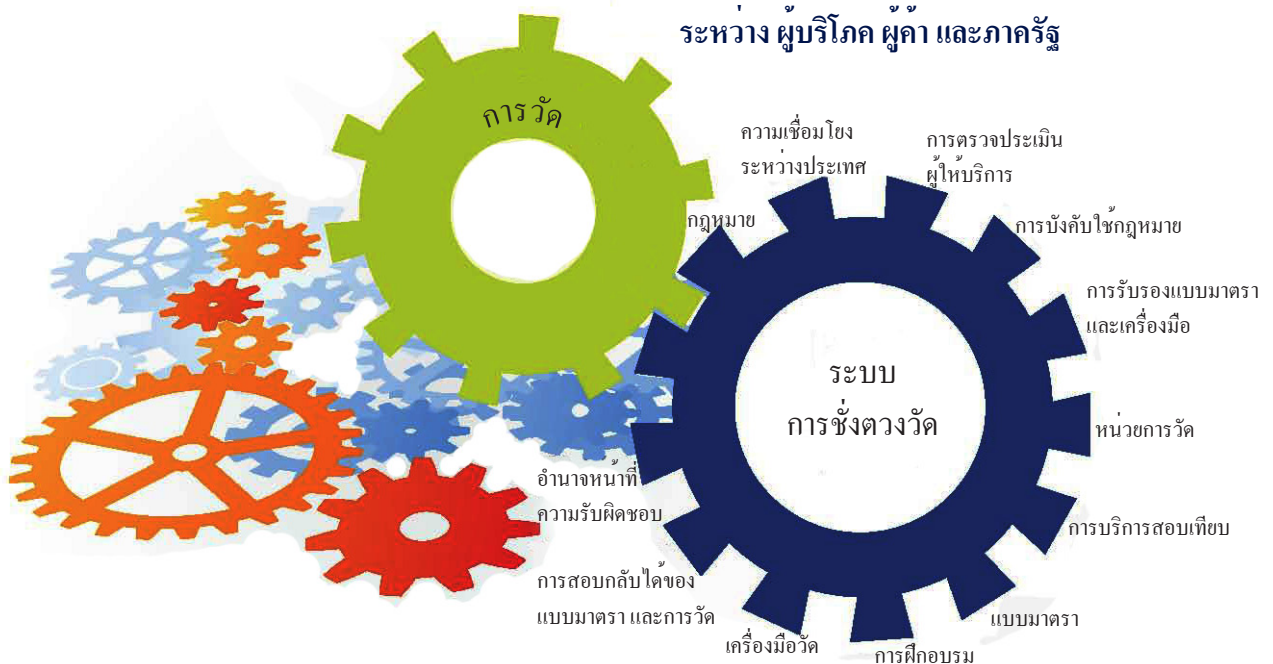 ระหว่าง ผู้บริโภค ผู้ค้า และภาครัฐ
การวัด
ความเชื่อมโยง
ระหว่างประเทศ
การตรวจประเมิน
ผู้ให้บริการ
กฎหมาย
การบังคับใช้กฎหมาย
การรับรองแบบมาตรา
และเครื่องมือ
ระบบ
การชั่งตวงวัด
หน่วยการวัด
อำนาจหน้าที่
ความรับผิดชอบ
การบริการสอบเทียบ
การสอบกลับได้ของ
แบบมาตรา และการวัด
แบบมาตรา
เครื่องมือวัด
การฝึกอบรม